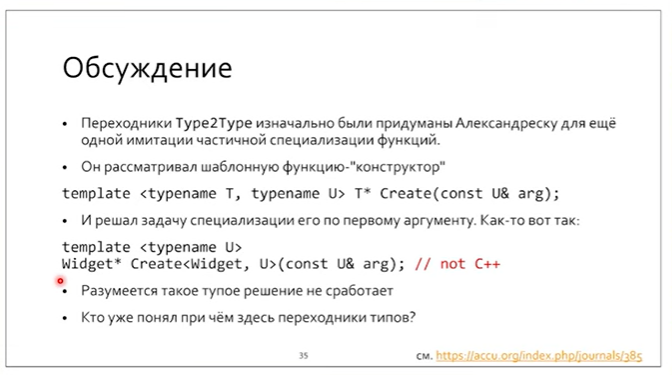 Обсуждение
• Переходники Type2Type изначально были придуманы Александреску для ещё
одной имитации частичной специализации функций.
• Он рассматривал шаблонную функцию-"конструктор"
template <typename T, typename U> T* Create(const U& arg);
• И решал задачу специализации его по первому аргументу. Как-то вот так:
template <typename U>
Widget* Create<Widget, U>(const U& arg); // not C++
• Разумеется такое тупое решение не сработает
• Кто уже понял при чём здесь переходники типов?
35
см. https://accu.org/index.php/journals/385